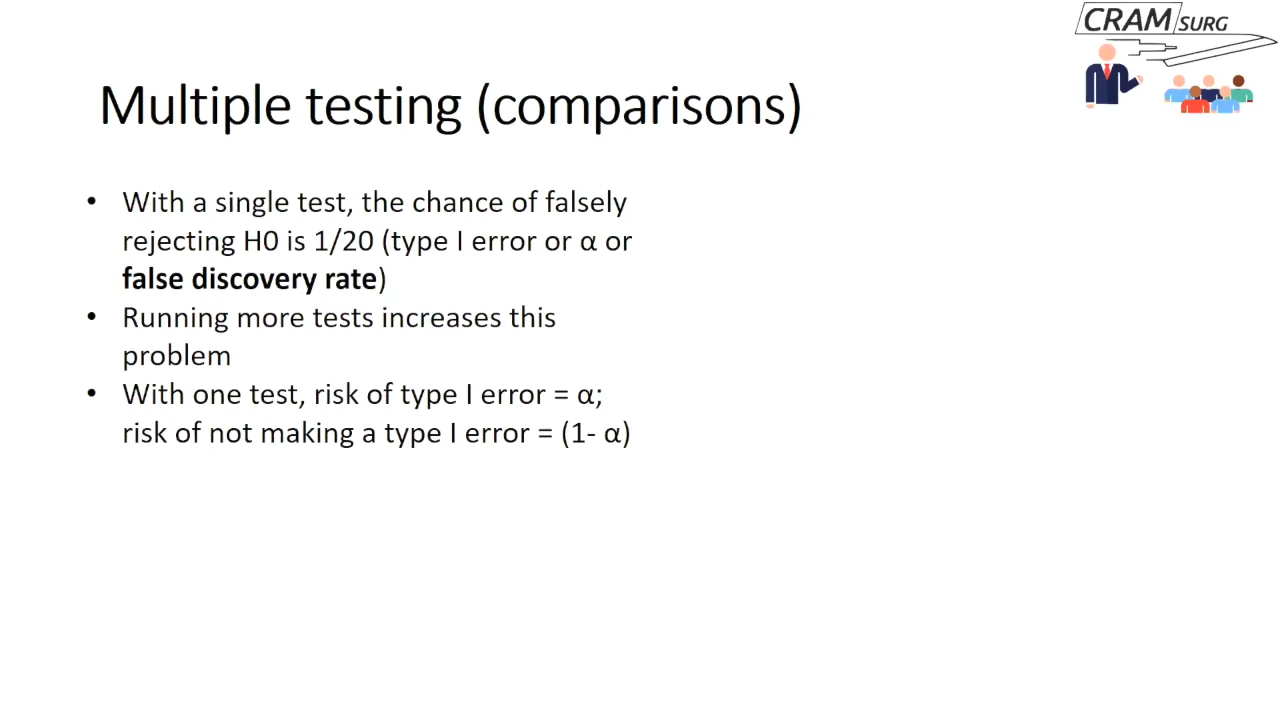 CRAM SURG
Multiple testing (comparisons)
• With a single test, the chance of falsely
rejecting H0 is 1/20 (type I error or α or
false discovery rate)
• Running more tests increases this
problem
• With one test, risk of type I error = α;
risk of not making a type I error = (1- α)